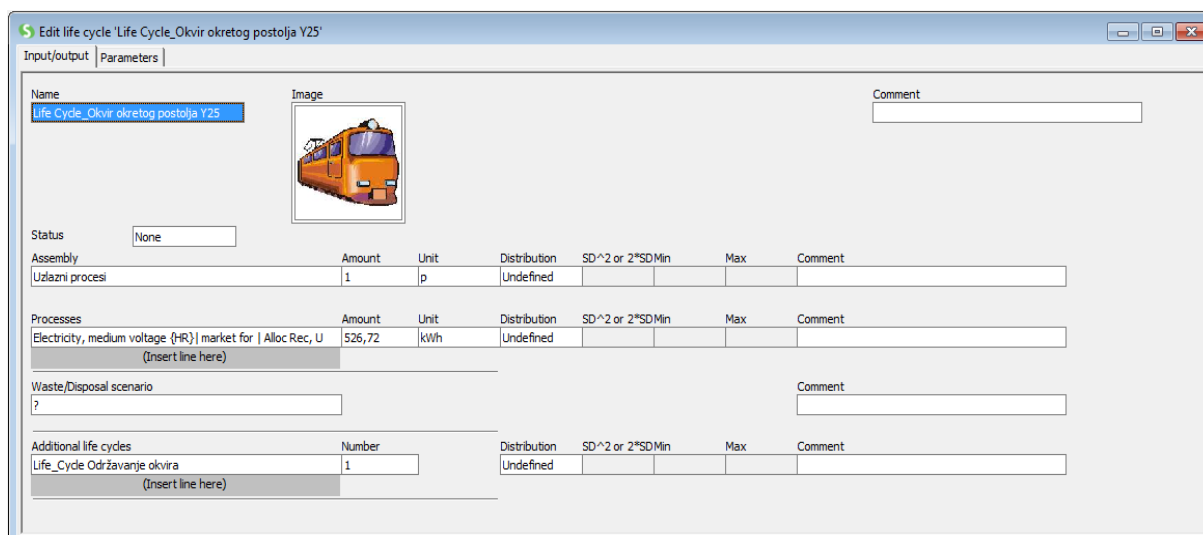 Edit life cycle 'Life Cycle_Okvir okretog postolja Y25'
Input/output Parameters
Name Image Comment
Life Cycle_Okvir okretog postolja Y25
Status None
Assembly Amount Unit Distribution SD^2 or 2*SD Min Max Comment
Uzlazni procesi 1 p Undefined
Processes Amount Unit Distribution SD^2 or 2*SD Min Max Comment
Electricity, medium voltage {HR}| market for | Alloc Rec, U 526,72 kWh Undefined
(Insert line here)
Waste/Disposal scenario Comment
?
Additional life cycles Number Distribution SD^2 or 2*SD Min Max Comment
Life_Cycle Održavanje okvira 1 Undefined
(Insert line here)